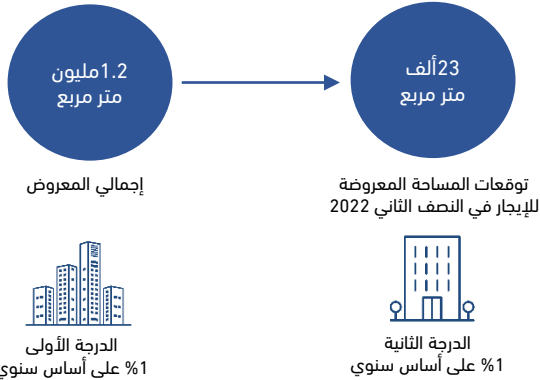 23ألف
متر مربع
1.2مليون
متر مربع
توقعات المساحة المعروضة
للإيجار في النصف الثاني 2022
إجمالي المعروض
الدرجة الثانية
1% على أساس سنوي
الدرجة الأولى
1% على أساس سنوي